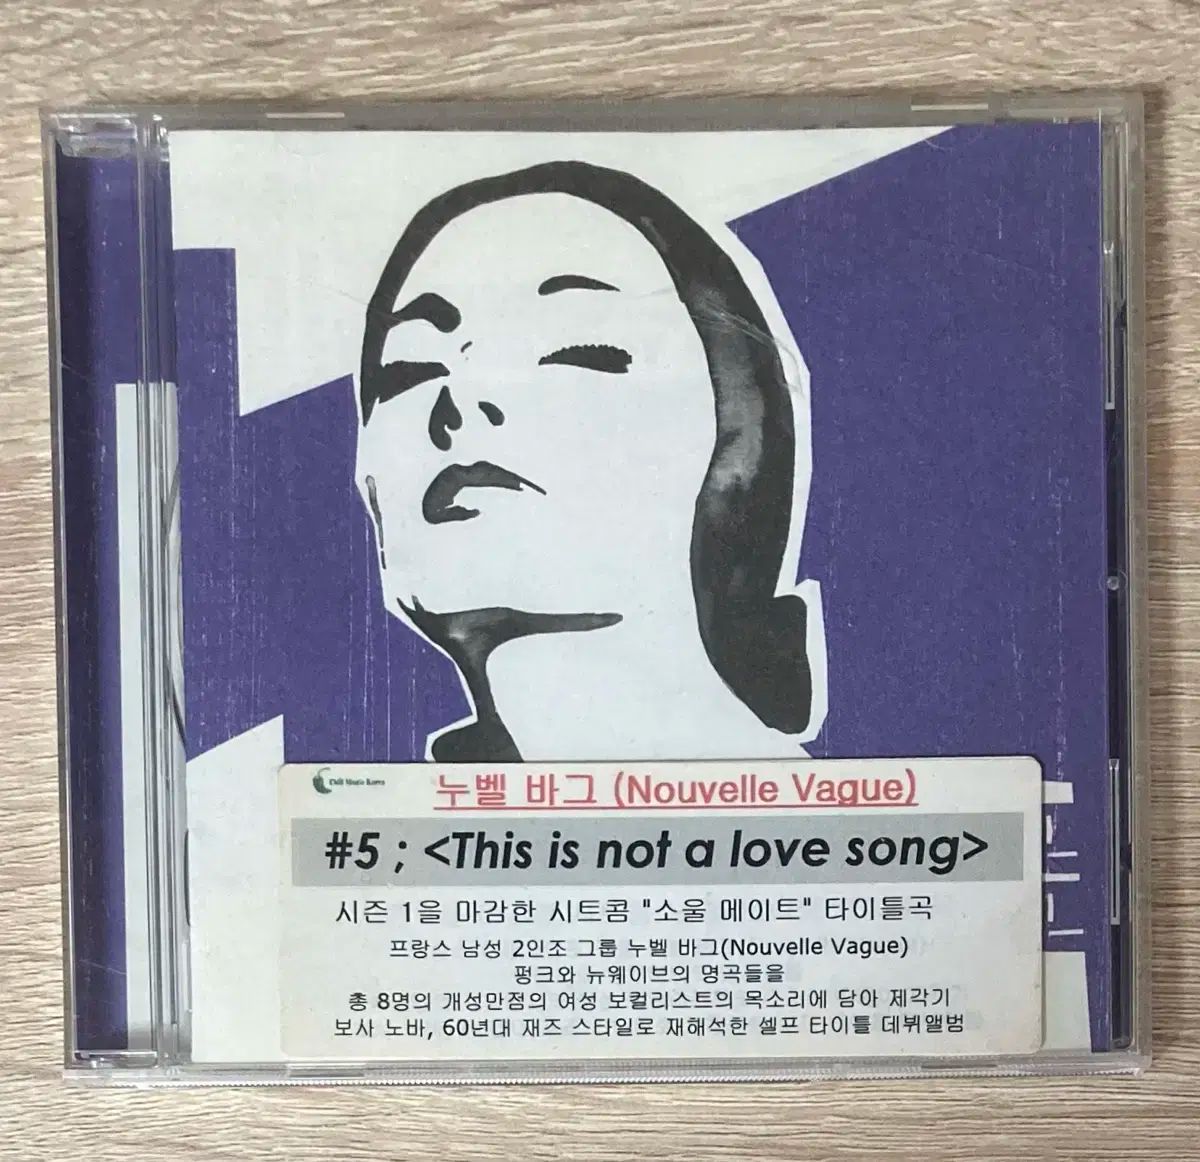 Chili Music Korea
누벨 바그 (Nouvelle Vague)
#5 ; <This is not a love song>
시즌 1을 마감한 시트콤 "소울 메이트" 타이틀곡
프랑스 남성 2인조 그룹 누벨 바그(Nouvelle Vague)
펑크와 뉴웨이브의 명곡들을
총 8명의 개성만점의 여성 보컬리스트의 목소리에 담아 제각기
보사 노바, 60년대 재즈 스타일로 재해석한 셀프 타이틀 데뷔앨범